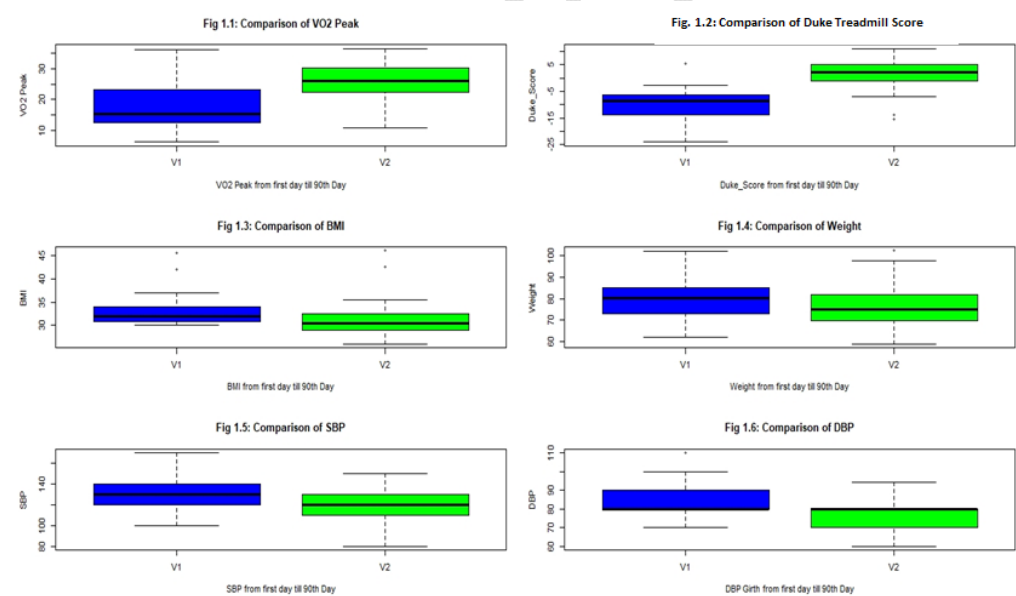 Fig 1.1: Comparison of VO2 Peak
VO2 Peak
30
20
10
V1
V2
VO2 Peak from first day till 90th Day
Fig. 1.2: Comparison of Duke Treadmill Score
Duke_Score
5
-5
-15
-25
V1
V2
Duke_Score from first day till 90th Day
Fig 1.3: Comparison of BMI
BMI
45
40
35
30
V1
V2
BMI from first day till 90th Day
Fig 1.4: Comparison of Weight
Weight
100
90
80
70
60
V1
V2
Weight from first day till 90th Day
Fig 1.5: Comparison of SBP
SBP
140
100
80
V1
V2
SBP from first day till 90th Day
Fig 1.6: Comparison of DBP
DBP
110
90
80
70
60
V1
V2
DBP Girth from first day till 90th Day